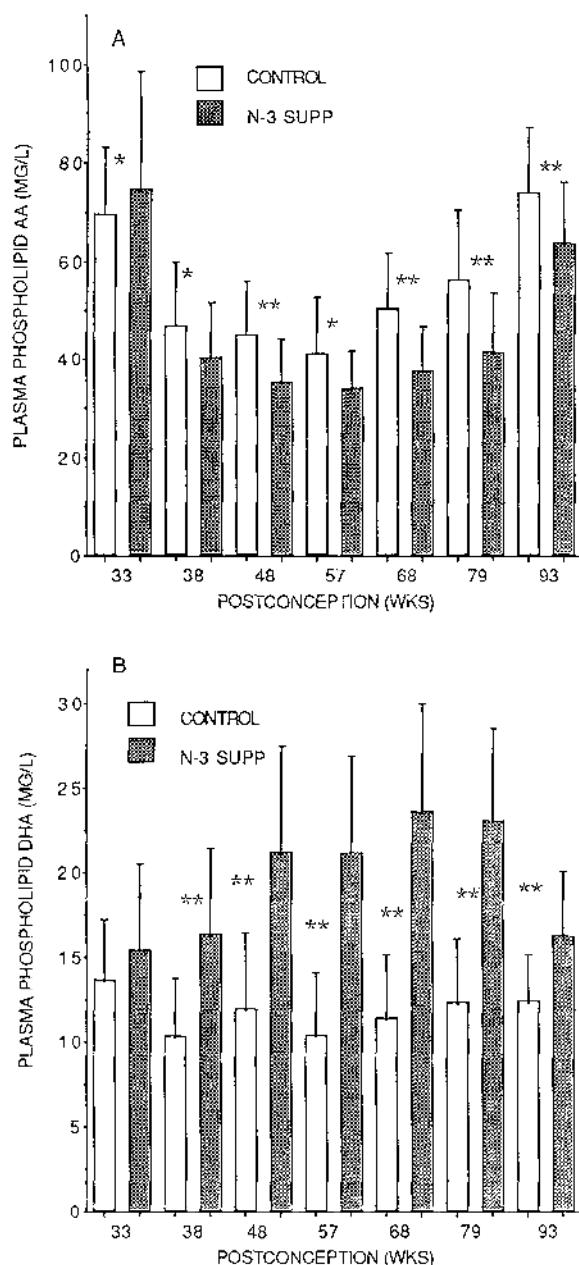 A
CONTROL
N-3 SUPP
PLASMA PHOSPHOLIPID AA (MG/L)
100
80
60
40
20
0
* * ** * ** ** **
33 38 48 57 68 79 93
POSTCONCEPTION (WKS)
B
CONTROL
N-3 SUPP
PLASMA PHOSPHOLIPID DHA (MG/L)
30
25
20
15
10
5
0
** ** ** ** ** **
33 38 48 57 68 79 93
POSTCONCEPTION (WKS)